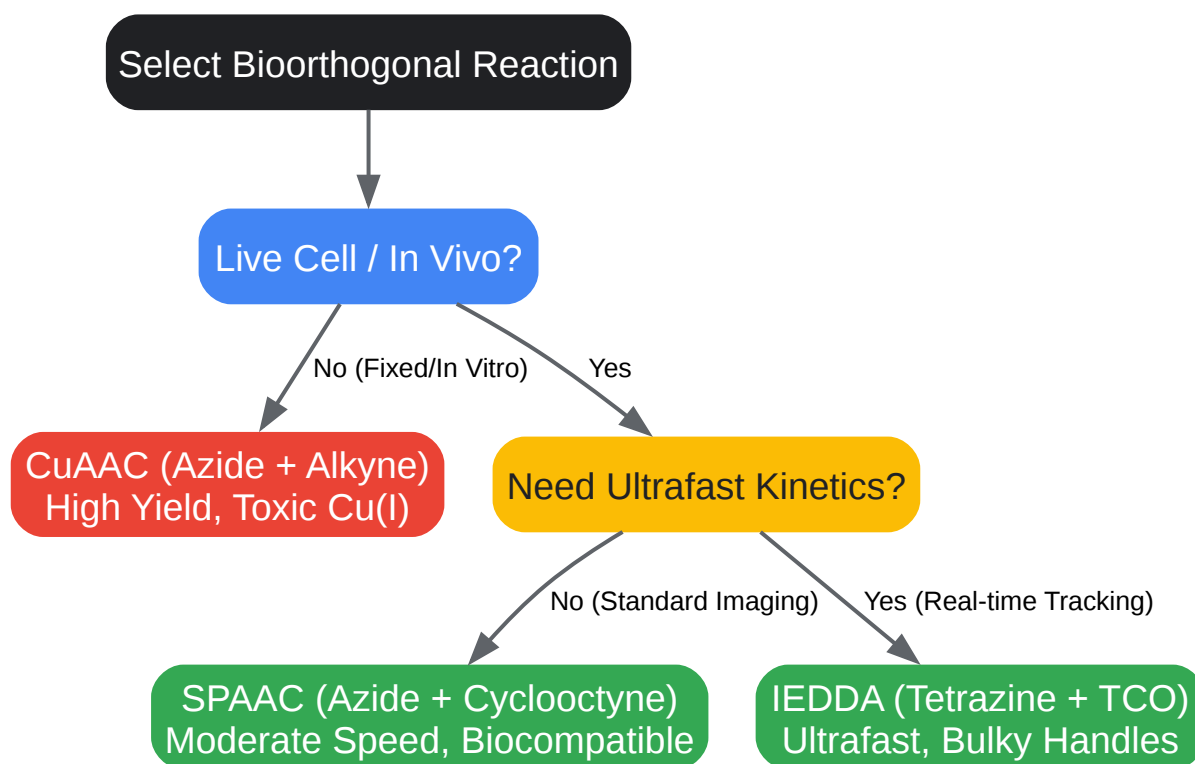 Select Bioorthogonal Reaction
Live Cell / In Vivo?
No (Fixed/In Vitro)
Yes
CuAAC (Azide + Alkyne)
High Yield, Toxic Cu(I)
Need Ultrafast Kinetics?
No (Standard Imaging)
Yes (Real-time Tracking)
SPAAC (Azide + Cyclooctyne)
Moderate Speed, Biocompatible
IEDDA (Tetrazine + TCO)
Ultrafast, Bulky Handles